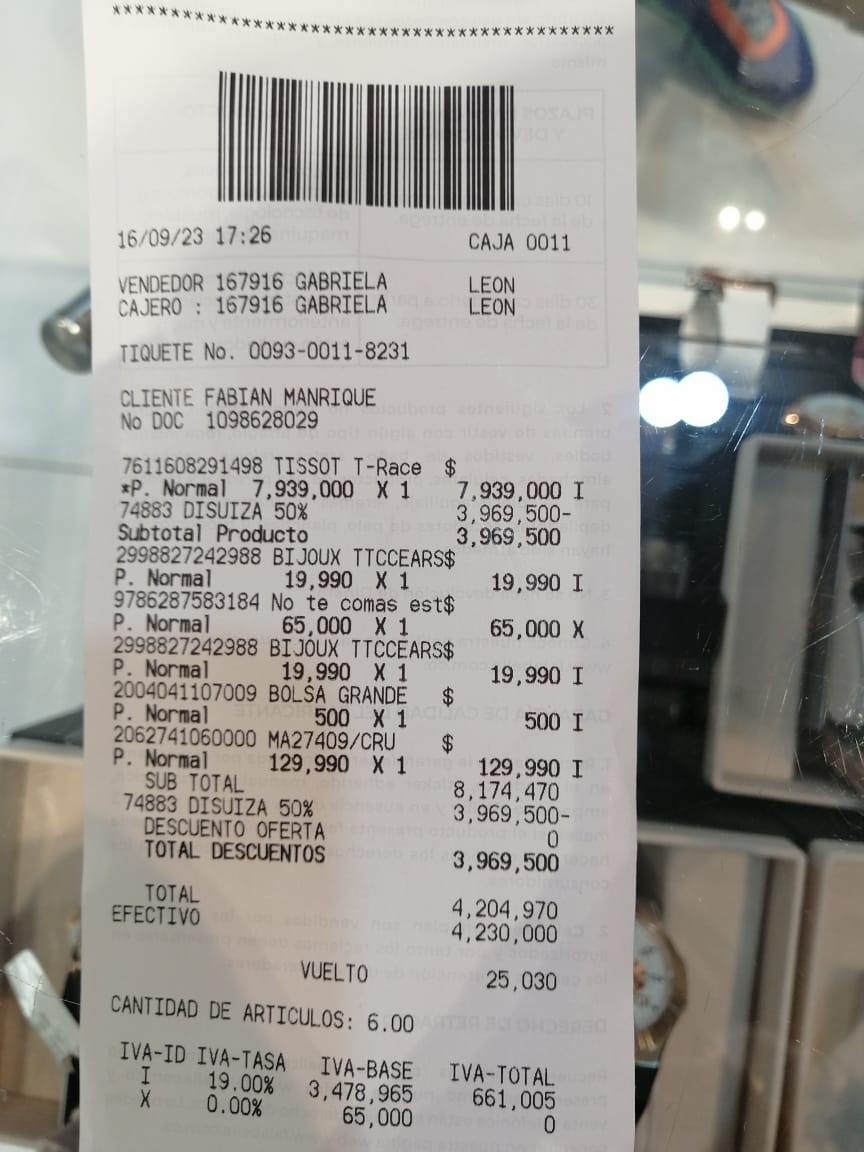 ************************************************
16/09/23 17:26 CAJA 0011
VENDEDOR 167916 GABRIELA LEON
CAJERO : 167916 GABRIELA LEON
TIQUETE No. 0093-0011-8231
CLIENTE FABIAN MANRIQUE
No DOC 1098628029
7611608291498 TISSOT T-Race $
*P. Normal 7,939,000 X 1 7,939,000 I
74883 DISUIZA 50% 3,969,500-
Subtotal Producto 3,969,500
2998827242988 BIJOUX TTCCEARS$
P. Normal 19,990 X 1 19,990 I
9786287583184 No te comas est$
P. Normal 65,000 X 1 65,000 X
2998827242988 BIJOUX TTCCEARS$
P. Normal 19,990 X 1 19,990 I
2004041107009 BOLSA GRANDE $
P. Normal 500 X 1 500 I
2062741060000 MA27409/CRU $
P. Normal 129,990 X 1 129,990 I
SUB TOTAL 8,174,470
74883 DISUIZA 50% 3,969,500-
DESCUENTO OFERTA 0
TOTAL DESCUENTOS 3,969,500
TOTAL 4,204,970
EFECTIVO 4,230,000
VUELTO 25,030
CANTIDAD DE ARTICULOS: 6.00
IVA-ID IVA-TASA IVA-BASE IVA-TOTAL
I 19.00% 3,478,965 661,005
X 0.00% 65,000 0